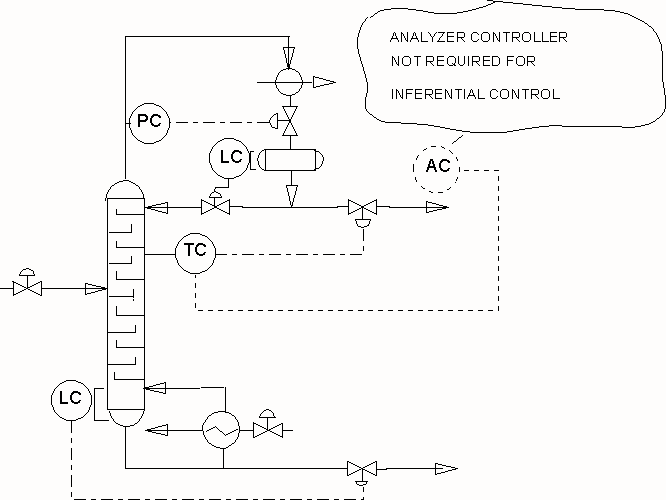 ANALYZER CONTROLLER
NOT REQUIRED FOR
INFERENTIAL CONTROL
PC
LC
AC
TC
LC